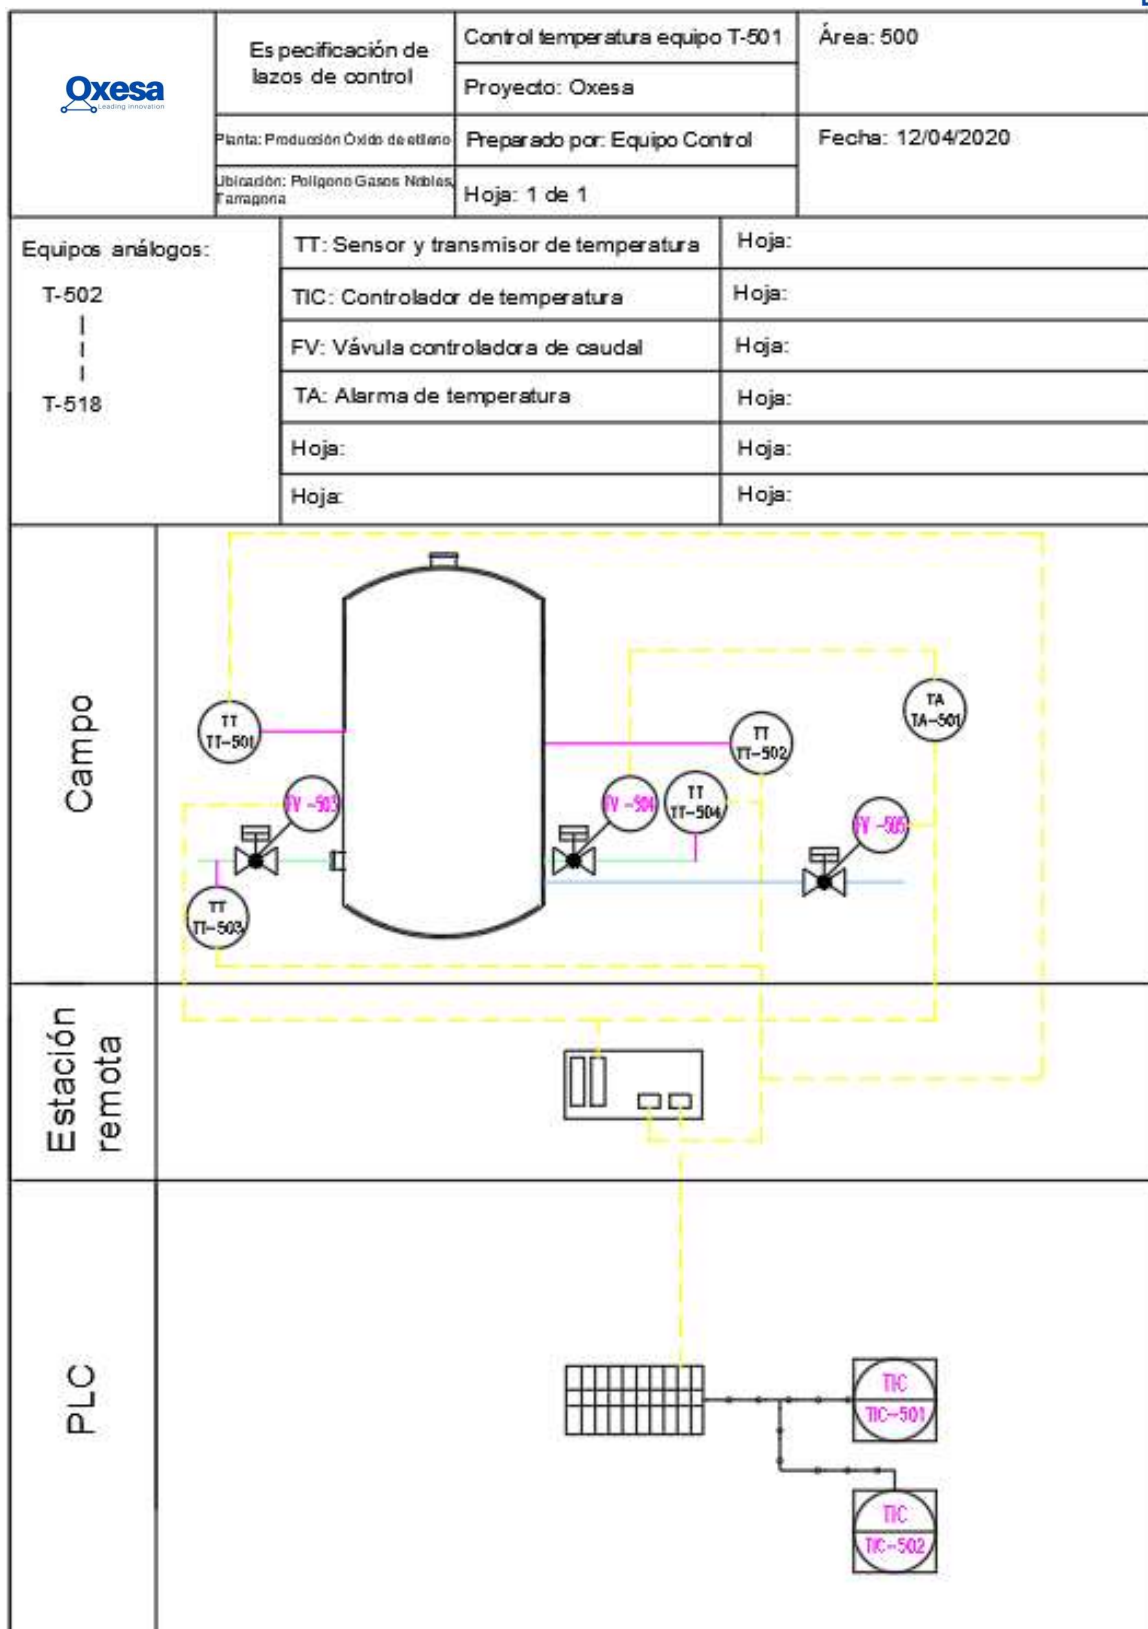 Oxesa
Leading innovation
Especificación de
lazos de control
Control temperatura equipo T-501
Área: 500
Proyecto: Oxesa
Planta: Producción Óxido de etileno
Preparado por: Equipo Control
Fecha: 12/04/2020
Ubicación: Polígono Gases Nobles,
Tarragona
Hoja: 1 de 1
Equipos análogos:
T-502
T-518
TT: Sensor y transmisor de temperatura
Hoja:
TIC: Controlador de temperatura
Hoja:
FV: Vávula controladora de caudal
Hoja:
TA: Alarma de temperatura
Hoja:
Hoja:
Hoja:
Hoja:
Hoja:
Campo
TT
TT-501
TT
TT-502
TA
TA-501
FV -503
FV -504
TT
TT-504
FV -505
TT
TT-503
Estación
remota
PLC
TIC
TIC-501
TIC
TIC-502